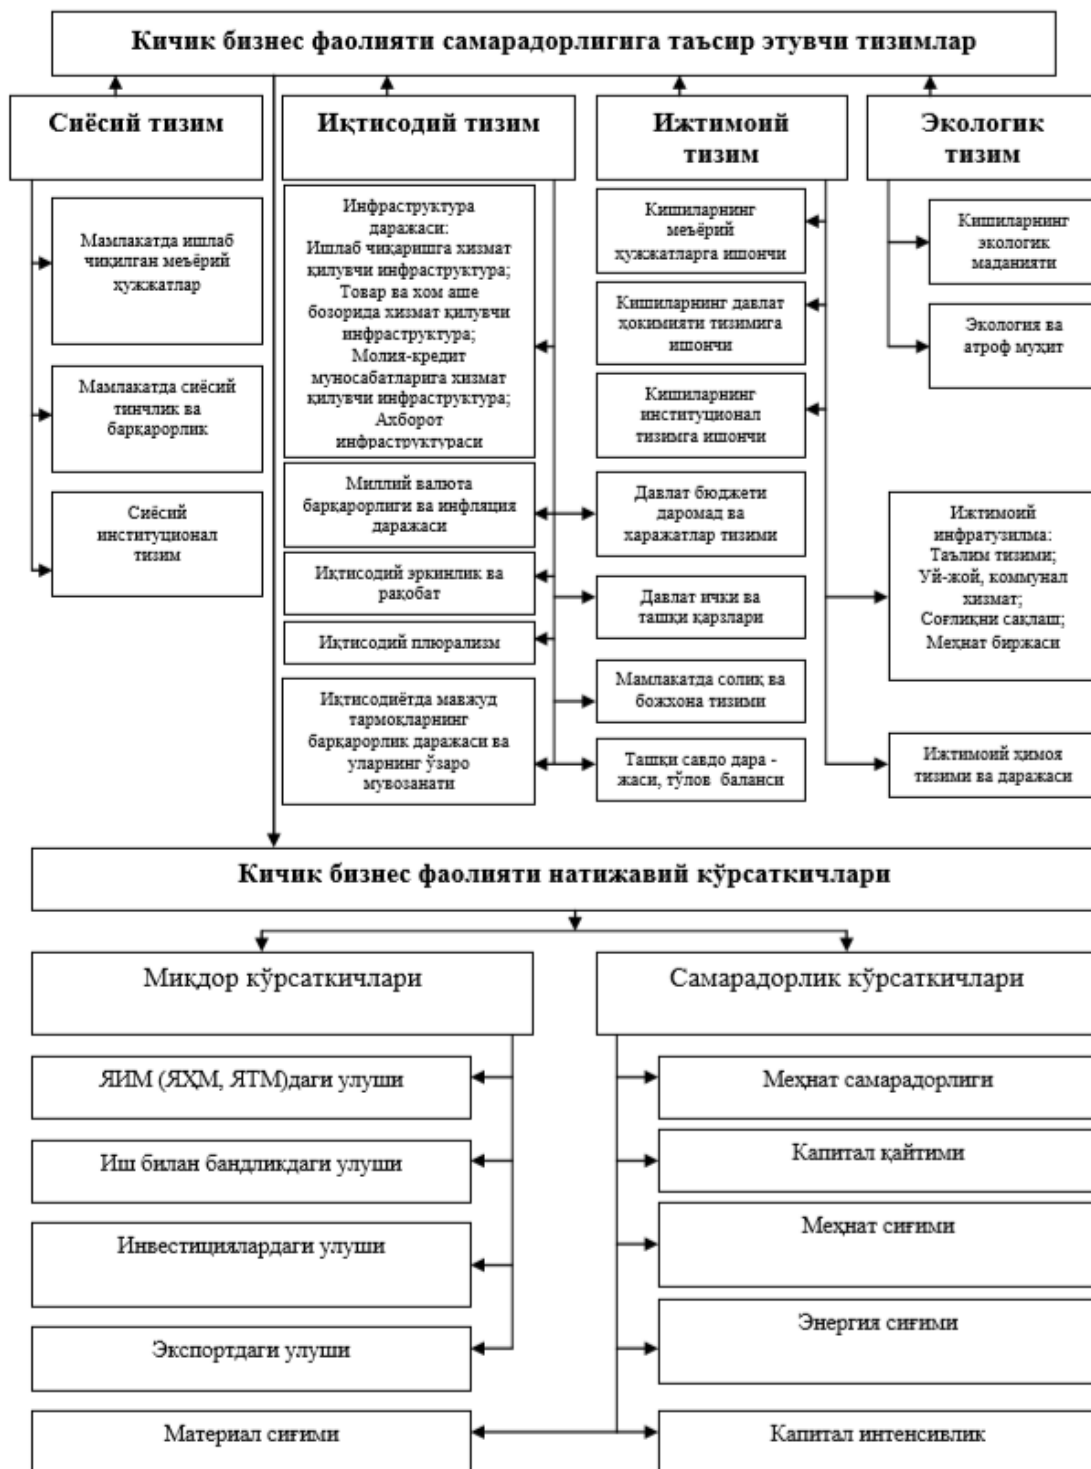 Кичик бизнес фаолияти самарадорлигига таъсир этувчи тизимлар
Сиёсий тизим
Мамлакатда ишлаб
чиқилган меъёрий
ҳужжатлар
Мамлакатда сиёсий
тинчлик ва
барқарорлик
Сиёсий
институционал
тизим
Иқтисодий тизим
Инфраструктура
даражаси:
Ишлаб чиқаришга хизмат
қилувчи инфраструктура;
Товар ва хом аше
бозорида хизмат қилувчи
инфраструктура;
Молия-кредит
муносабатларига хизмат
қилувчи инфраструктура;
Ахборот
инфраструктураси
Миллий валюта
барқарорлиги ва инфляция
даражаси
Иқтисодий эркинлик ва
рақобат
Иқтисодий плюрализм
Иқтисодиётда мавжуд
тармоқларнинг
барқарорлик даражаси ва
уларнинг ўзаро
мувозанати
Ижтимоий
тизим
Кишиларнинг
меъёрий
ҳужжатларга ишончи
Кишиларнинг давлат
ҳокимияти тизимига
ишончи
Кишиларнинг
институционал
тизимга ишончи
Давлат бюджети
даромад ва
харажатлар тизими
Давлат ички ва
ташқи қарзлари
Мамлакатда солиқ ва
божхона тизими
Ташқи савдо дара -
жаси, тўлов баланси
Экологик
тизим
Кишиларнинг
экологик
маданияти
Экология ва
атроф муҳит
Ижтимоий
инфратузилма:
Таълим тизими;
Уй-жой, коммунал
хизмат;
Соғлиқни сақлаш;
Меҳнат биржаси
Ижтимоий ҳимоя
тизими ва даражаси
Кичик бизнес фаолияти натижавий кўрсаткичлари
Миқдор кўрсаткичлари
ЯИМ (ЯҲМ, ЯТМ)даги улуши
Иш билан бандликдаги улуши
Инвестициялардаги улуши
Экспортдаги улуши
Материал сиғими
Самарадорлик кўрсаткичлари
Меҳнат самарадорлиги
Капитал қайтими
Меҳнат сиғими
Энергия сиғими
Капитал интенсивлик